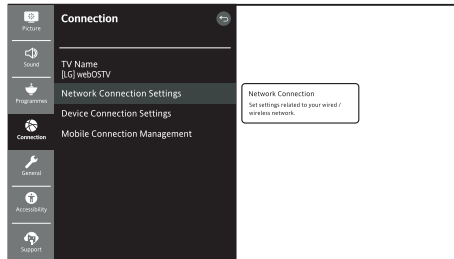 Picture
Sound
Programmes
Connection
General
Accessibility
Support
Connection
TV Name
[LG] webOSTV
Network Connection Settings
Device Connection Settings
Mobile Connection Management
Network Connection
Set settings related to your wired /
wireless network.